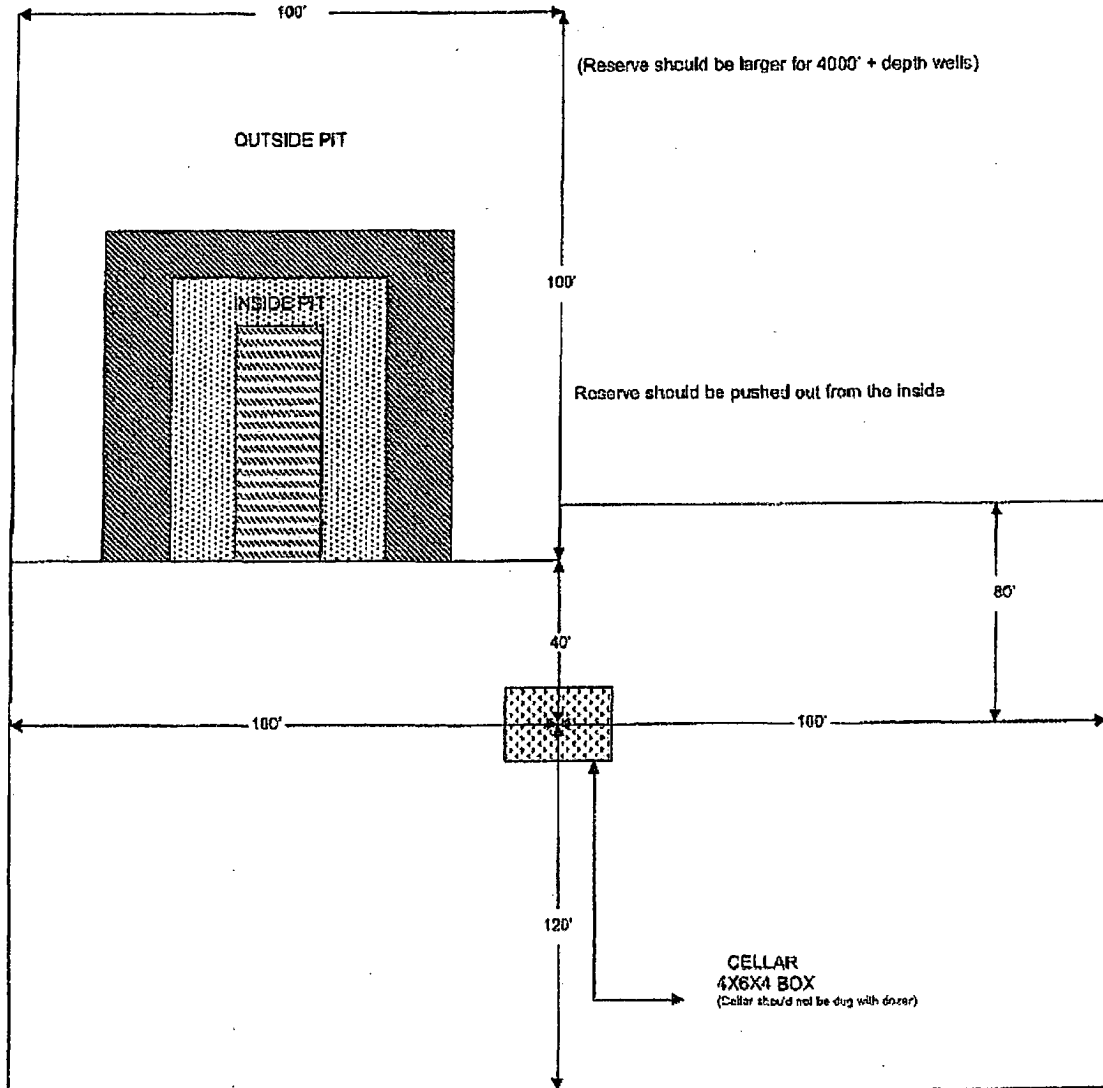 100'
(Reserve should be larger for 4000' + depth wells)
OUTSIDE PIT
100'
INSIDE PIT
Reserve should be pushed out from the inside
80'
40'
100'
100'
120'
CELLAR
4X6X4 BOX
(Cellar should not be dug with dozer)